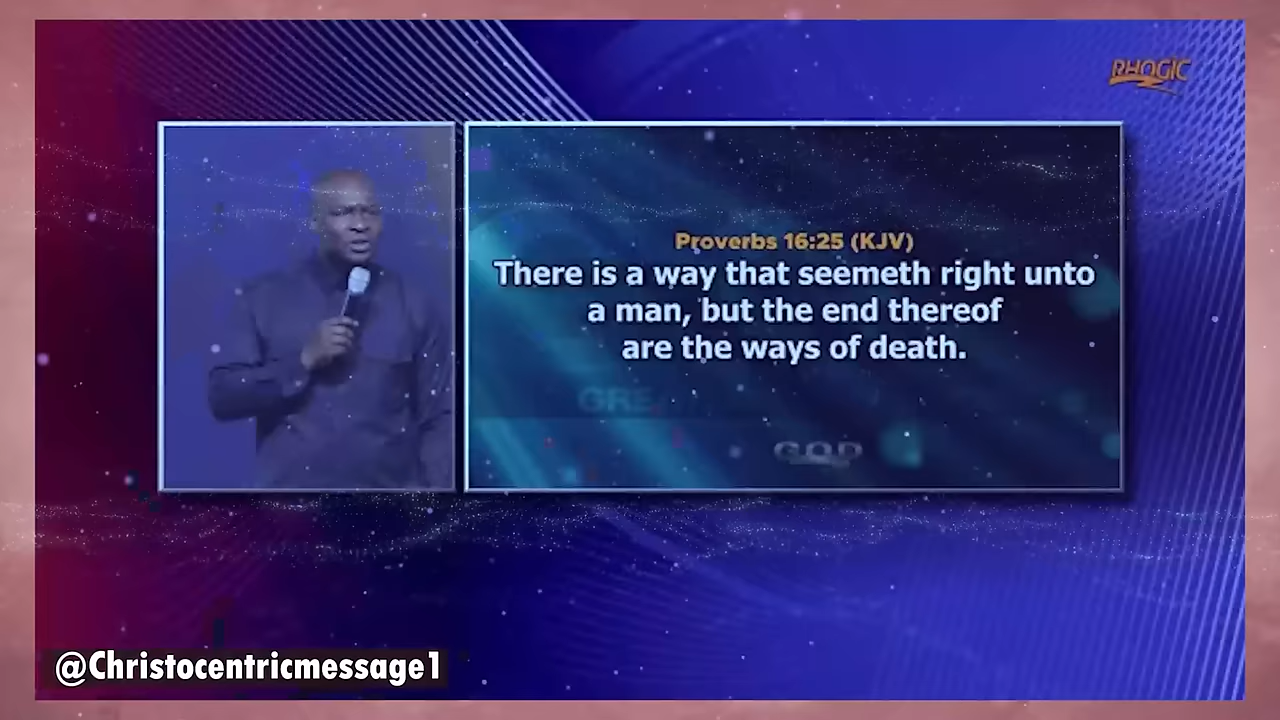 RHOGIC
Proverbs 16:25 (KJV)
There is a way that seemeth right unto
a man, but the end thereof
are the ways of death.
GRE
G.O.D
@Christocentricmessage1